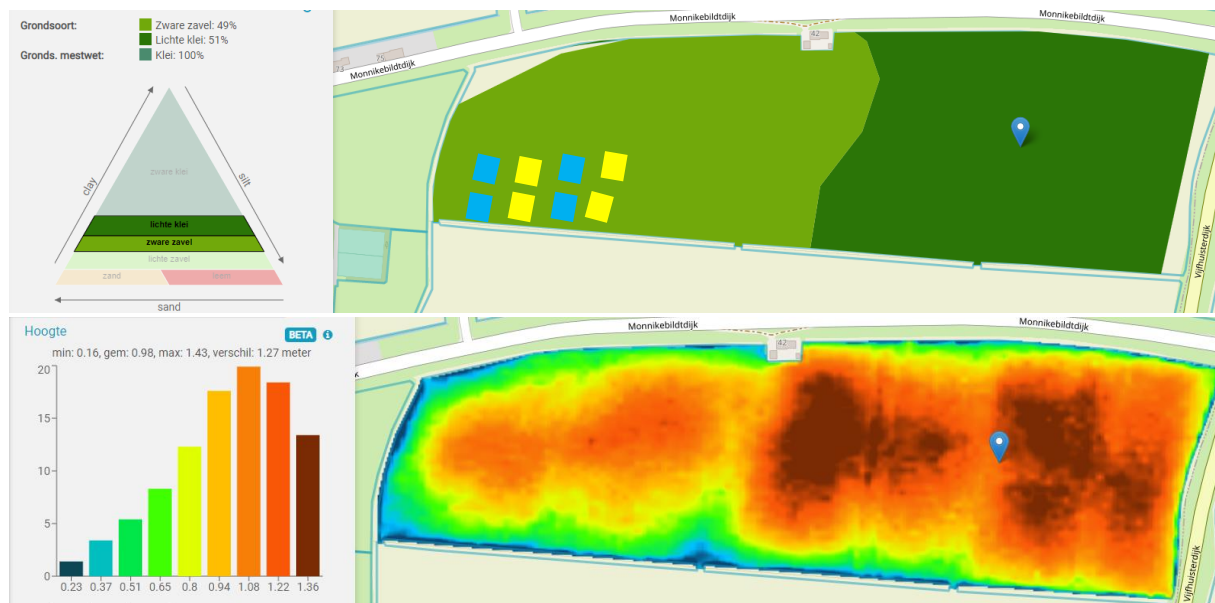 Grondsoort:
Zware zavel: 49%
Lichte klei: 51%
Gronds. mestwet:
Klei: 100%
clay
silt
sand
zware klei
lichte klei
zware zavel
lichte zavel
zand
leem
Monnikebildtdijk
Monnikebildtdijk
Monnikebildtdijk
73
75
42
Vijfhuisterdijk
Hoogte
BETA
min: 0.16, gem: 0.98, max: 1.43, verschil: 1.27 meter
20
15
10
5
0
0.23 0.37 0.51 0.65 0.8 0.94 1.08 1.22 1.36
Monnikebildtdijk
Monnikebildtdijk
42
Vijfhuisterdijk